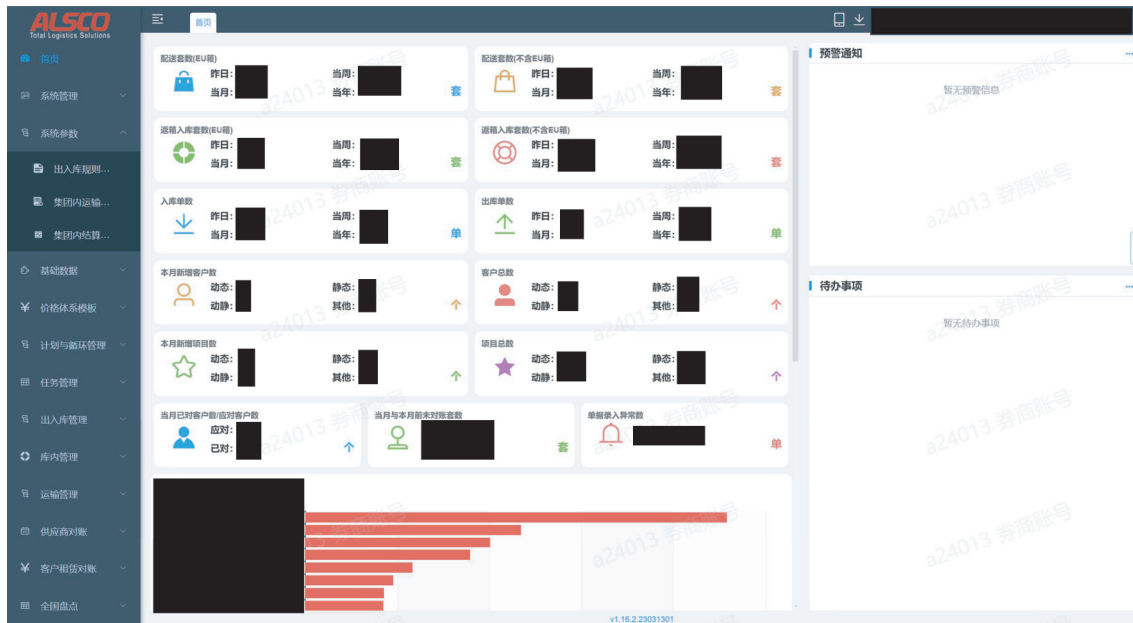 ALSCO
Total Logistics Solutions
首页
首页
系统管理
系统参数
出入库规则...
集团内运输...
集团内结算...
基础数据
价格体系模板
计划与循环管理
任务管理
出入库管理
库内管理
运输管理
供应商对账
客户租赁对账
全国盘点
配送套数(EU箱)
昨日: 当周:
当月: 当年: 套
配送套数(不含EU箱)
昨日: 当周:
当月: 当年: 套
返箱入库套数(EU箱)
昨日: 当周:
当月: 当年: 套
返箱入库套数(不含EU箱)
昨日: 当周:
当月: 当年: 套
入库单数
昨日: 当周:
当月: 当年: 单
出库单数
昨日: 当周:
当月: 当年: 单
本月新增客户数
动态: 静态:
动静: 其他: 个
客户总数
动态: 静态:
动静: 其他: 个
本月新增项目数
动态: 静态:
动静: 其他: 个
项目总数
动态: 静态:
动静: 其他: 个
当月已对客户数/应对客户数
应对:
已对: 个
当月与本月前未对账套数
套
单据录入异常数
单
预警通知
暂无预警信息
待办事项
暂无待办事项
a24013 券商账号
v1.16.2.23031301